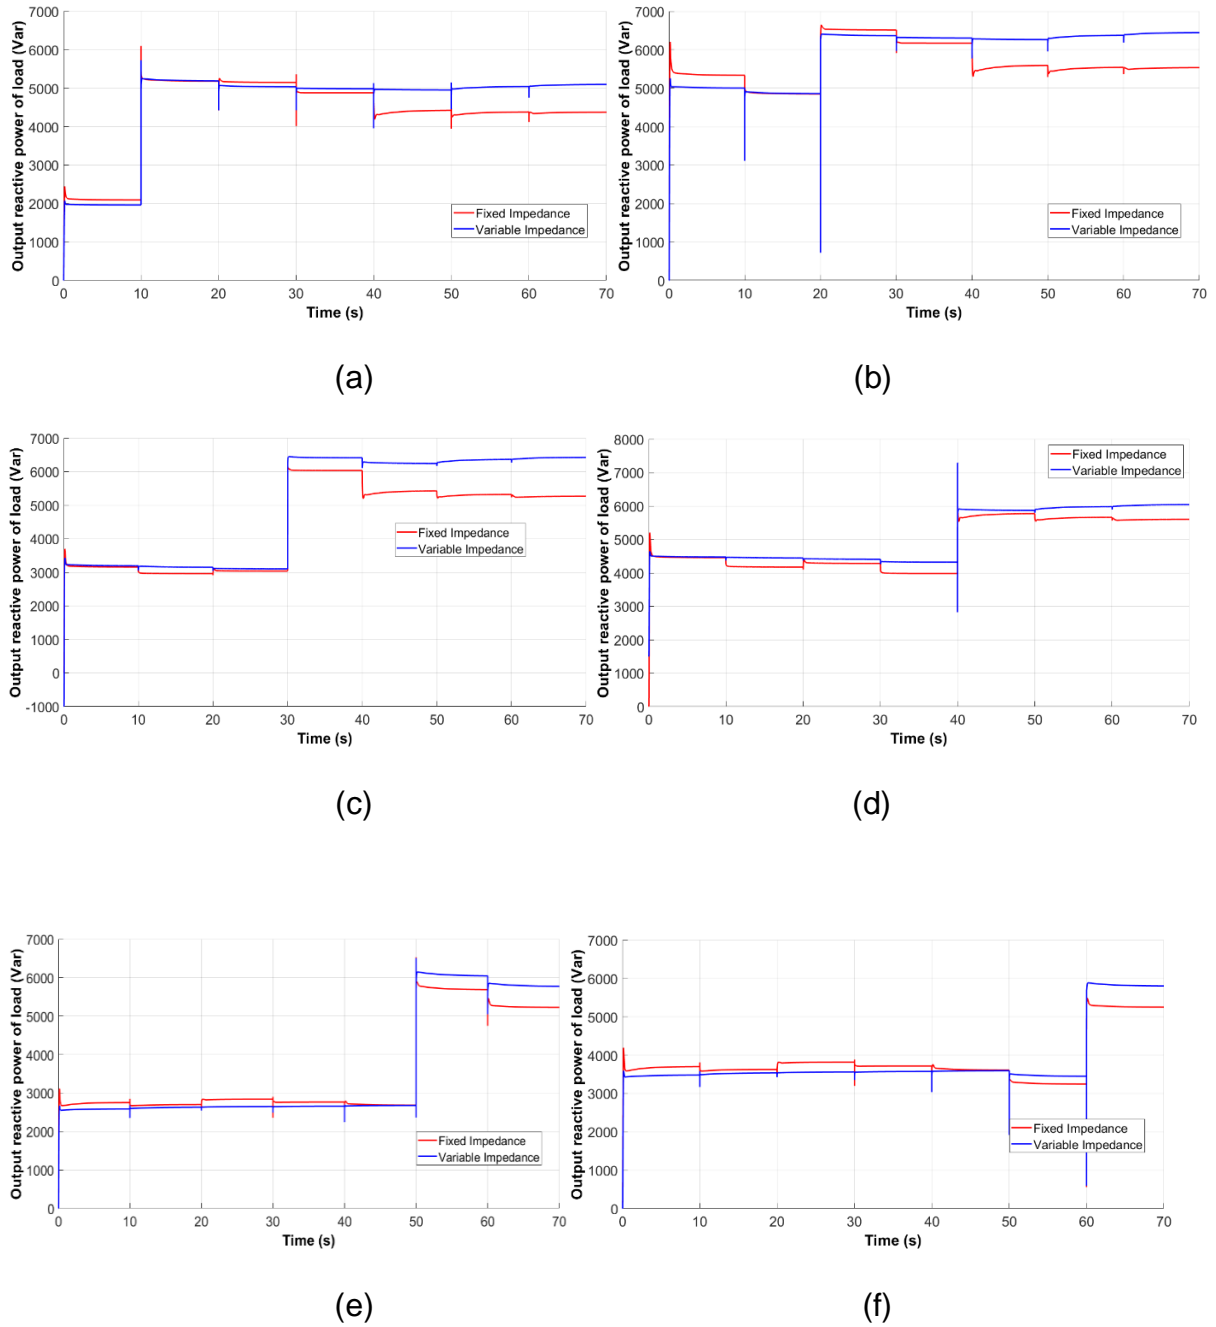 Output reactive power of load (Var)
7000
6000
5000
4000
3000
2000
1000
0
0 10 20 30 40 50 60 70
Time (s)
Fixed Impedance
Variable Impedance
(a)
Output reactive power of load (Var)
7000
6000
5000
4000
3000
2000
1000
0
0 10 20 30 40 50 60 70
Time (s)
Fixed Impedance
Variable Impedance
(b)
Output reactive power of load (Var)
7000
6000
5000
4000
3000
2000
1000
0
-1000
0 10 20 30 40 50 60 70
Time (s)
Fixed Impedance
Variable Impedance
(c)
Output reactive power of load (Var)
8000
7000
6000
5000
4000
3000
2000
1000
0
0 10 20 30 40 50 60 70
Time (s)
Fixed Impedance
Variable Impedance
(d)
Output reactive power of load (Var)
7000
6000
5000
4000
3000
2000
1000
0
0 10 20 30 40 50 60 70
Time (s)
Fixed Impedance
Variable Impedance
(e)
Output reactive power of load (Var)
7000
6000
5000
4000
3000
2000
1000
0
0 10 20 30 40 50 60 70
Time (s)
Fixed Impedance
Variable Impedance
(f)